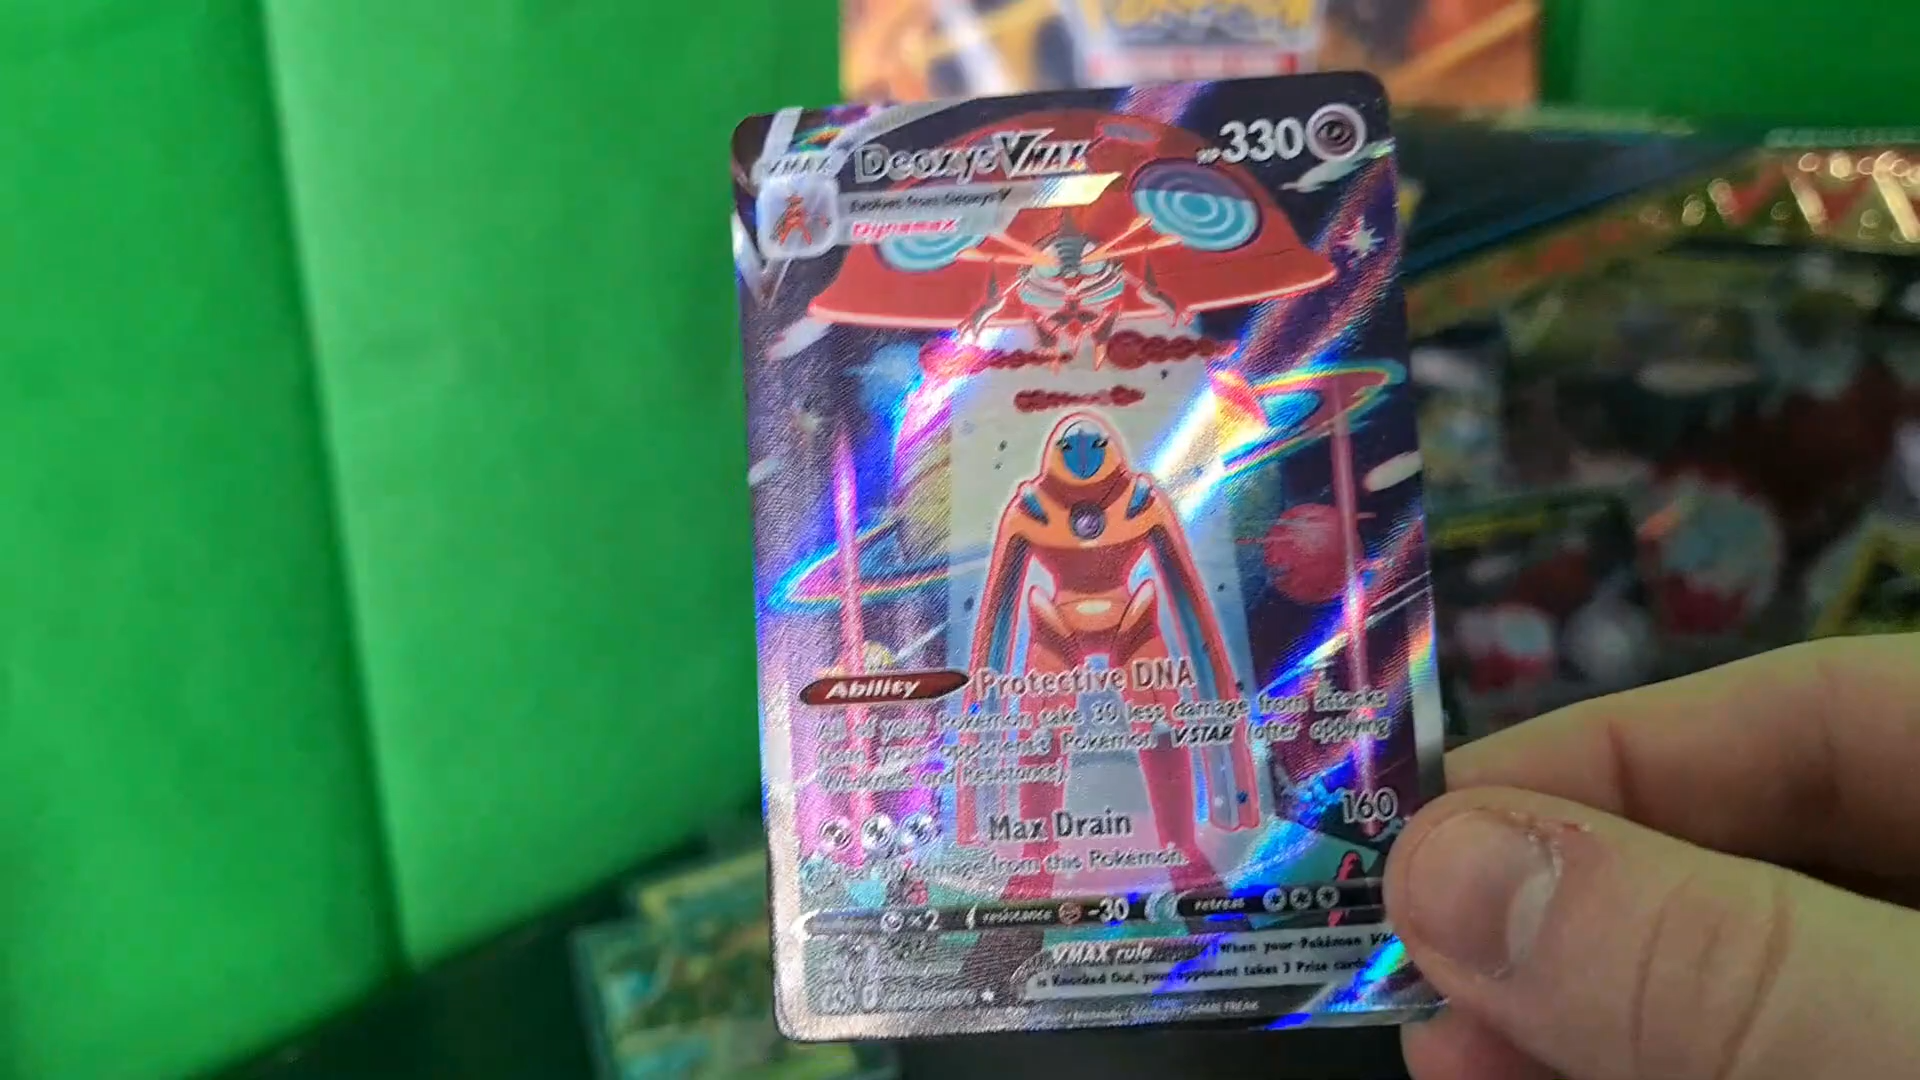 VMAX Deoxys VMAX HP 330
Evolves from Deoxys V
Dynamax
Ability Protective DNA
All of your Pokémon take 30 less damage from attacks
from your opponent's Pokémon VSTAR (after applying
Weakness and Resistance).
Max Drain 160
30 damage from this Pokémon.
×2 resistance -30 retreat
VMAX rule When your Pokémon
is Knocked Out, your opponent takes 3 Prize cards.
Nintendo GAME FREAK